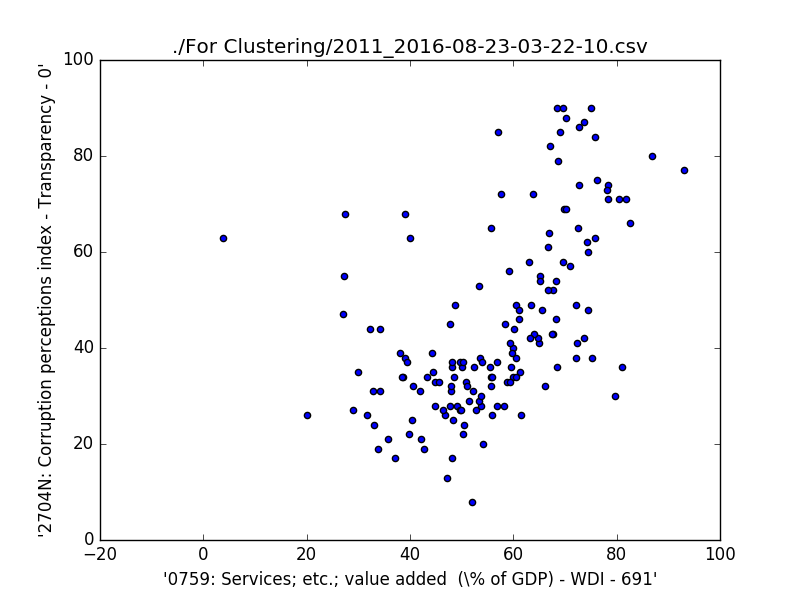 ./For Clustering/2011_2016-08-23-03-22-10.csv
100
80
60
40
20
0
'2704N: Corruption perceptions index - Transparency - 0'
−20 0 20 40 60 80 100
'0759: Services; etc.; value added  (\% of GDP) - WDI - 691'